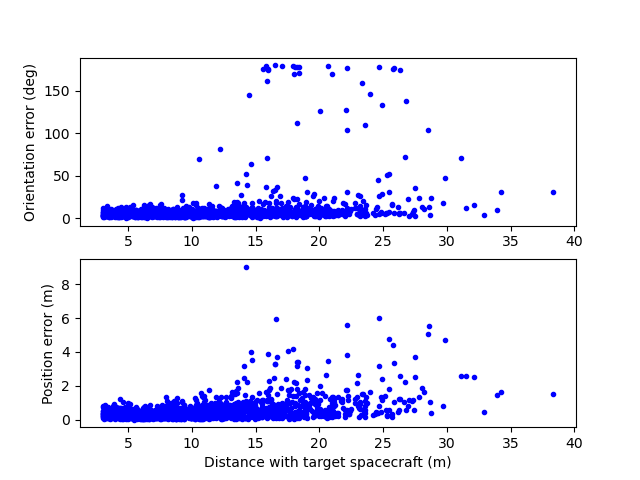 Orientation error (deg)
150
100
50
0
5 10 15 20 25 30 35 40
Position error (m)
8
6
4
2
0
5 10 15 20 25 30 35 40
Distance with target spacecraft (m)